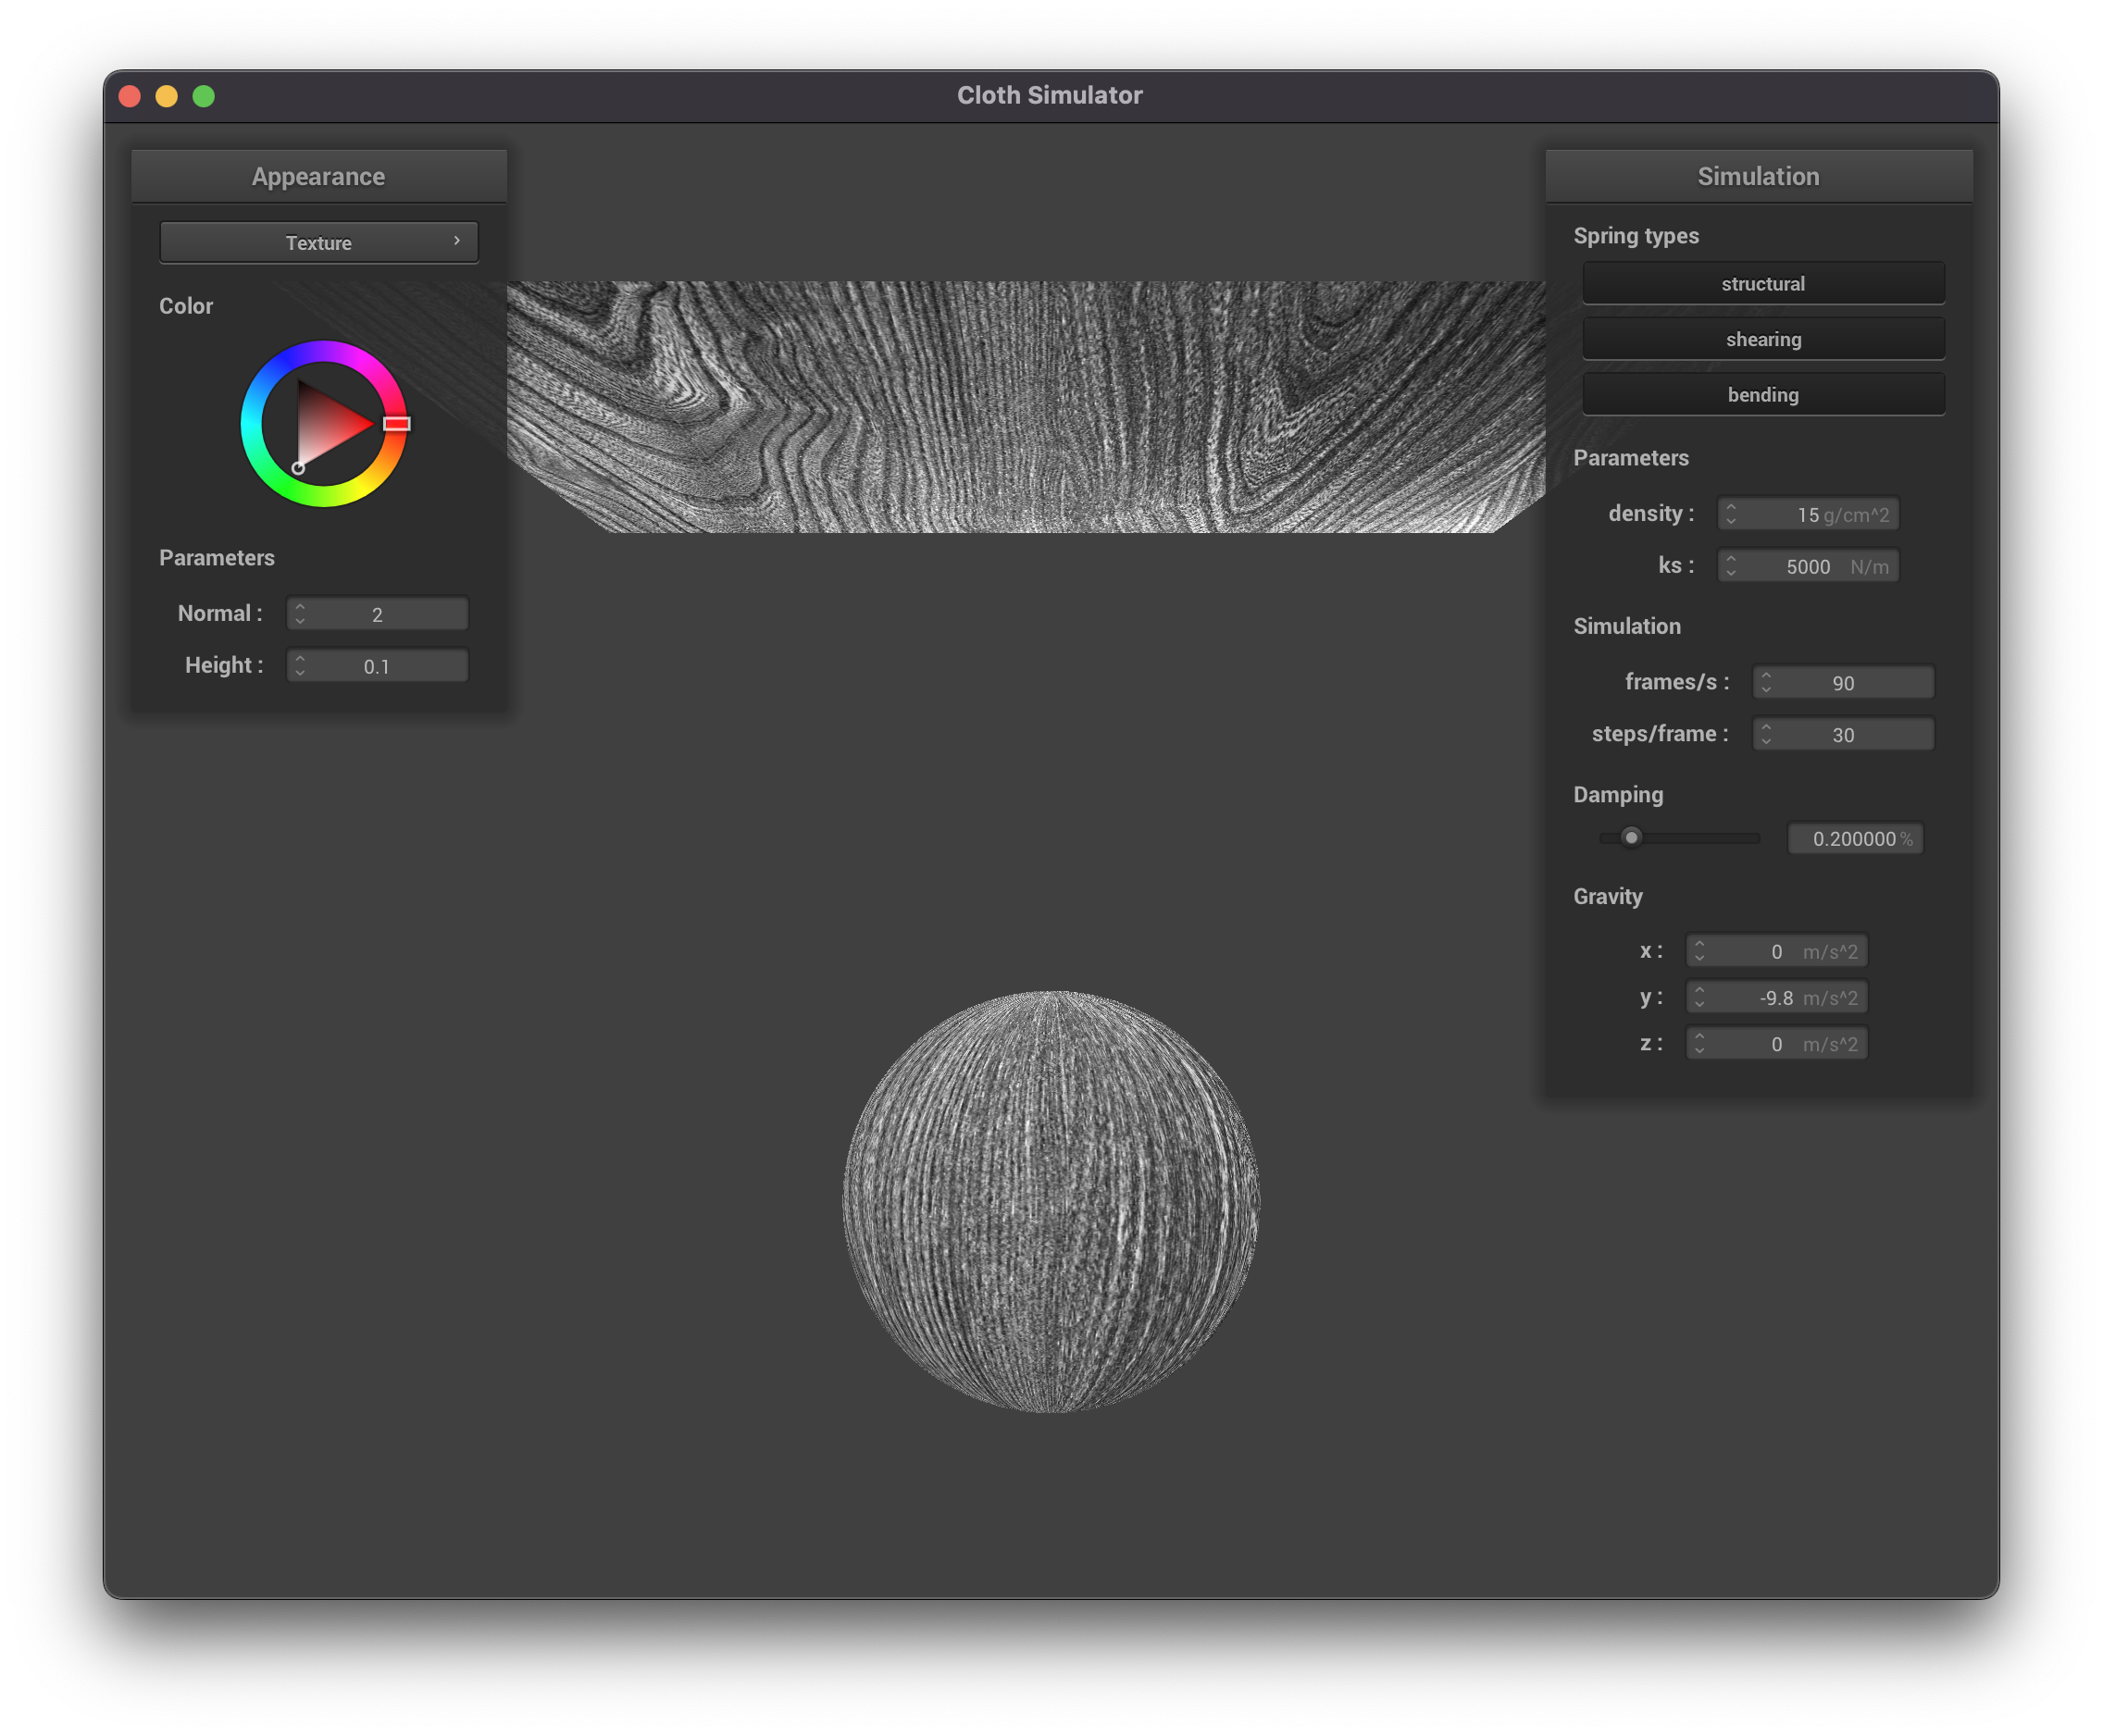 Cloth Simulator
Appearance
Texture
Color
Parameters
Normal : 2
Height : 0.1
Simulation
Spring types
structural
shearing
bending
Parameters
density : 15 g/cm^2
ks : 5000 N/m
Simulation
frames/s : 90
steps/frame : 30
Damping
0.200000 %
Gravity
x : 0 m/s^2
y : -9.8 m/s^2
z : 0 m/s^2